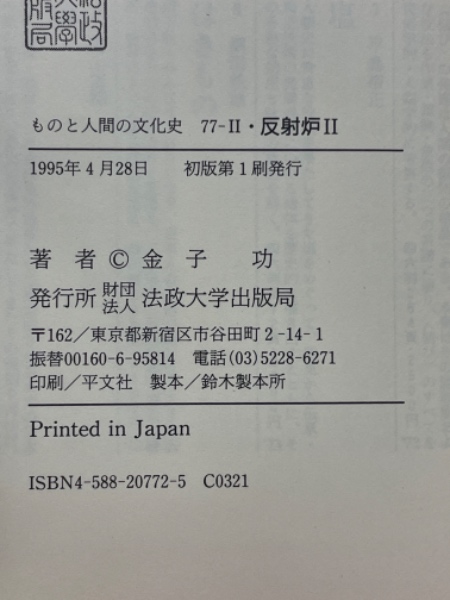 ものと人間の文化史 77-II・反射炉II
1995年4月28日 初版第1刷発行
著者 © 金子 功
発行所 財団法人 法政大学出版局
〒162/東京都新宿区市谷田町2-14-1
振替00160-6-95814 電話(03)5228-6271
印刷/平文社 製本/鈴木製本所
Printed in Japan
ISBN4-588-20772-5 C0321